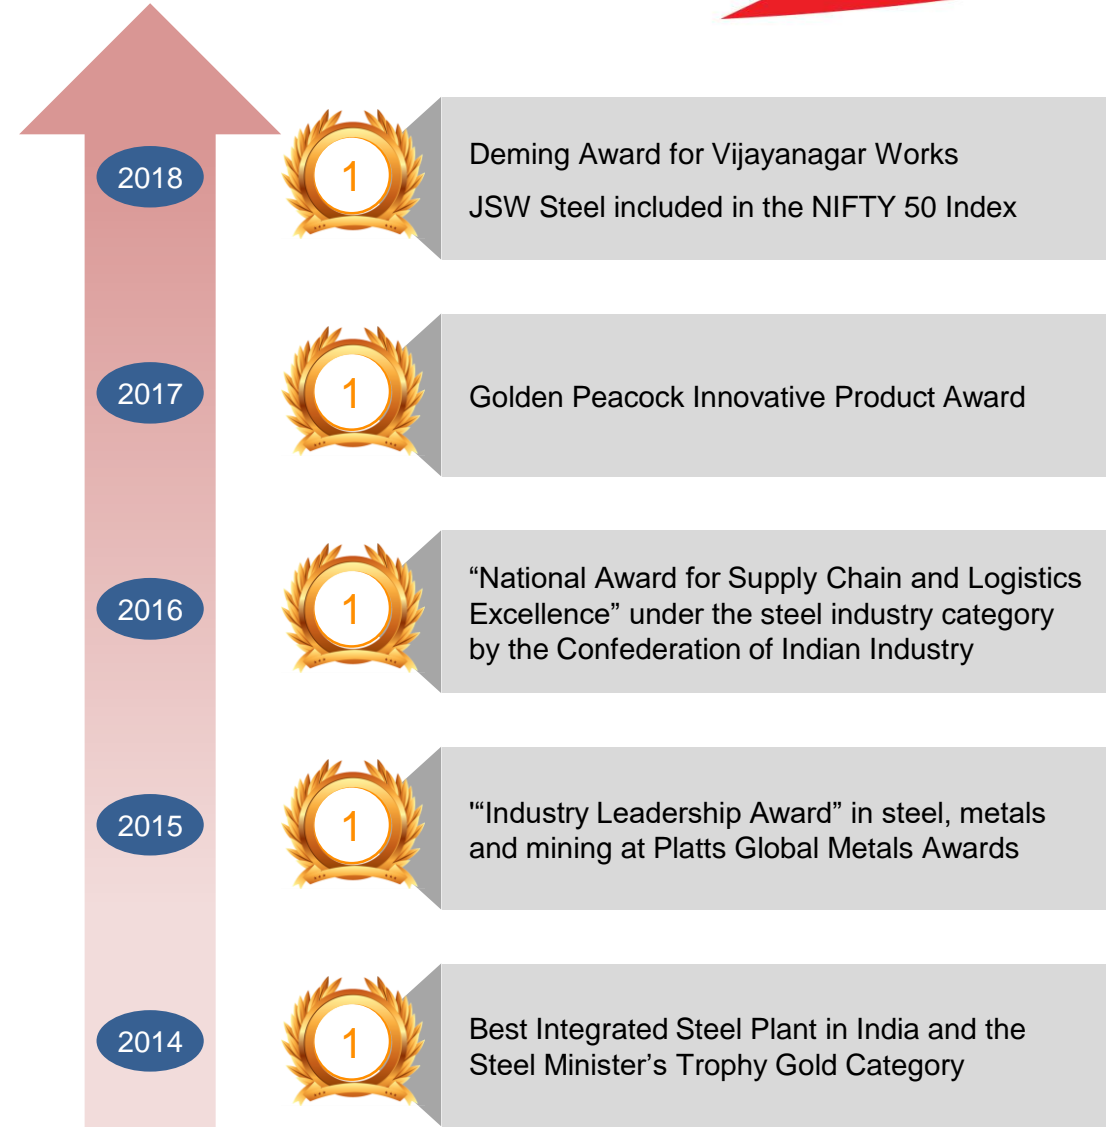 2018
1
Deming Award for Vijayanagar Works
JSW Steel included in the NIFTY 50 Index
2017
1
Golden Peacock Innovative Product Award
2016
1
“National Award for Supply Chain and Logistics
Excellence” under the steel industry category
by the Confederation of Indian Industry
2015
1
'“Industry Leadership Award” in steel, metals
and mining at Platts Global Metals Awards
2014
1
Best Integrated Steel Plant in India and the
Steel Minister’s Trophy Gold Category